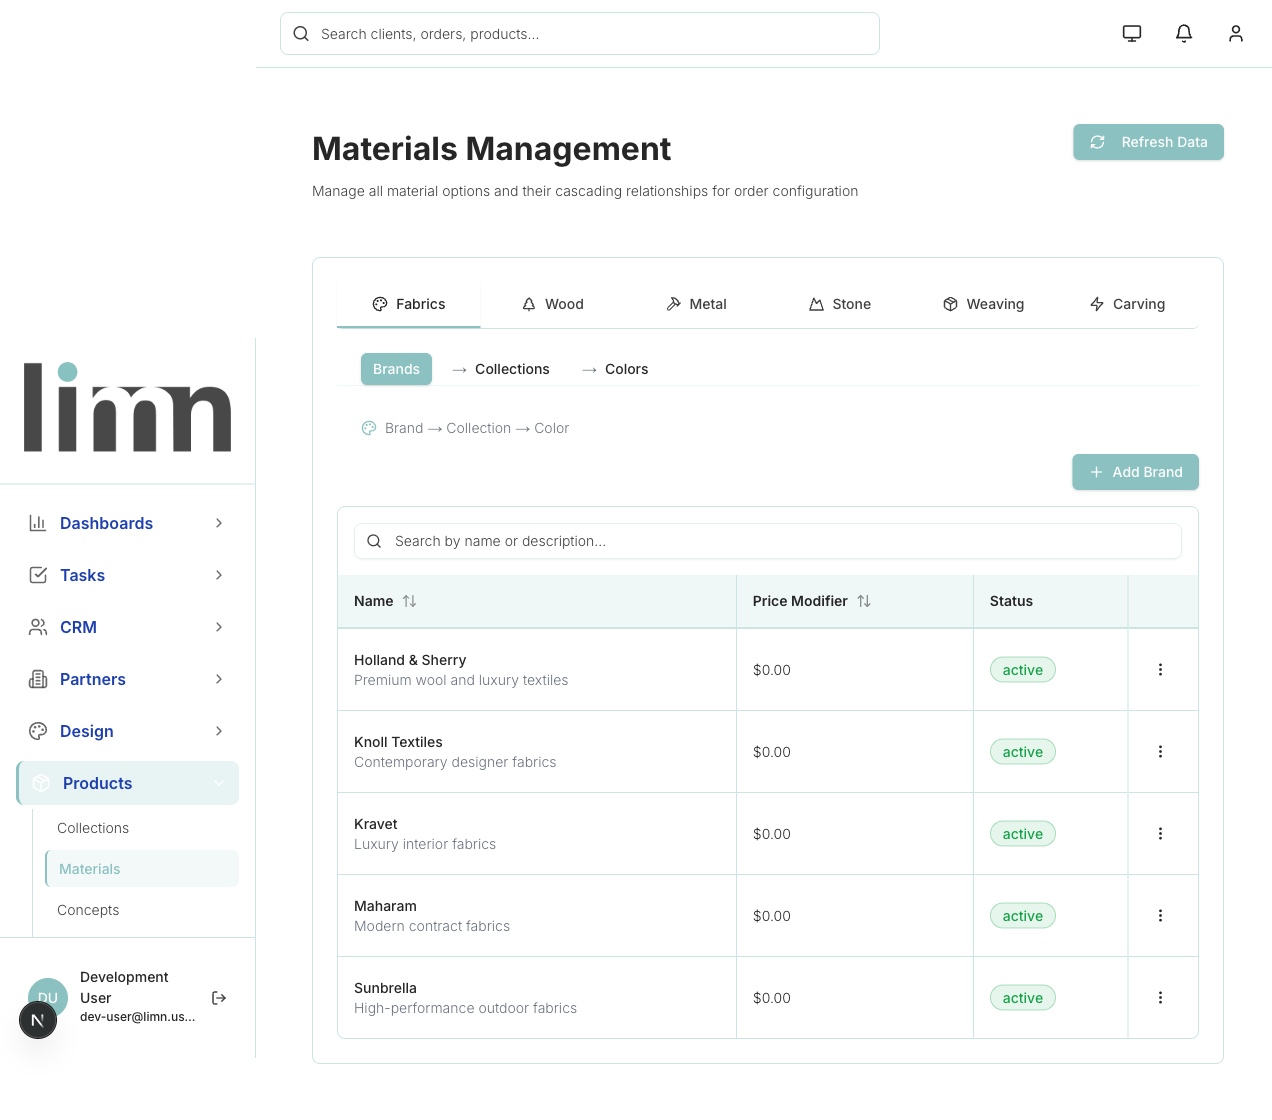 Search clients, orders, products...
Materials Management
Refresh Data
Manage all material options and their cascading relationships for order configuration
Fabrics
Wood
Metal
Stone
Weaving
Carving
Brands
→ Collections
→ Colors
Brand → Collection → Color
Add Brand
Search by name or description...
Name
Price Modifier
Status
Holland & Sherry
Premium wool and luxury textiles
$0.00
active
Knoll Textiles
Contemporary designer fabrics
$0.00
active
Kravet
Luxury interior fabrics
$0.00
active
Maharam
Modern contract fabrics
$0.00
active
Sunbrella
High-performance outdoor fabrics
$0.00
active
limn
Dashboards
Tasks
CRM
Partners
Design
Products
Collections
Materials
Concepts
DU
Development
User
dev-user@limn.us...
N